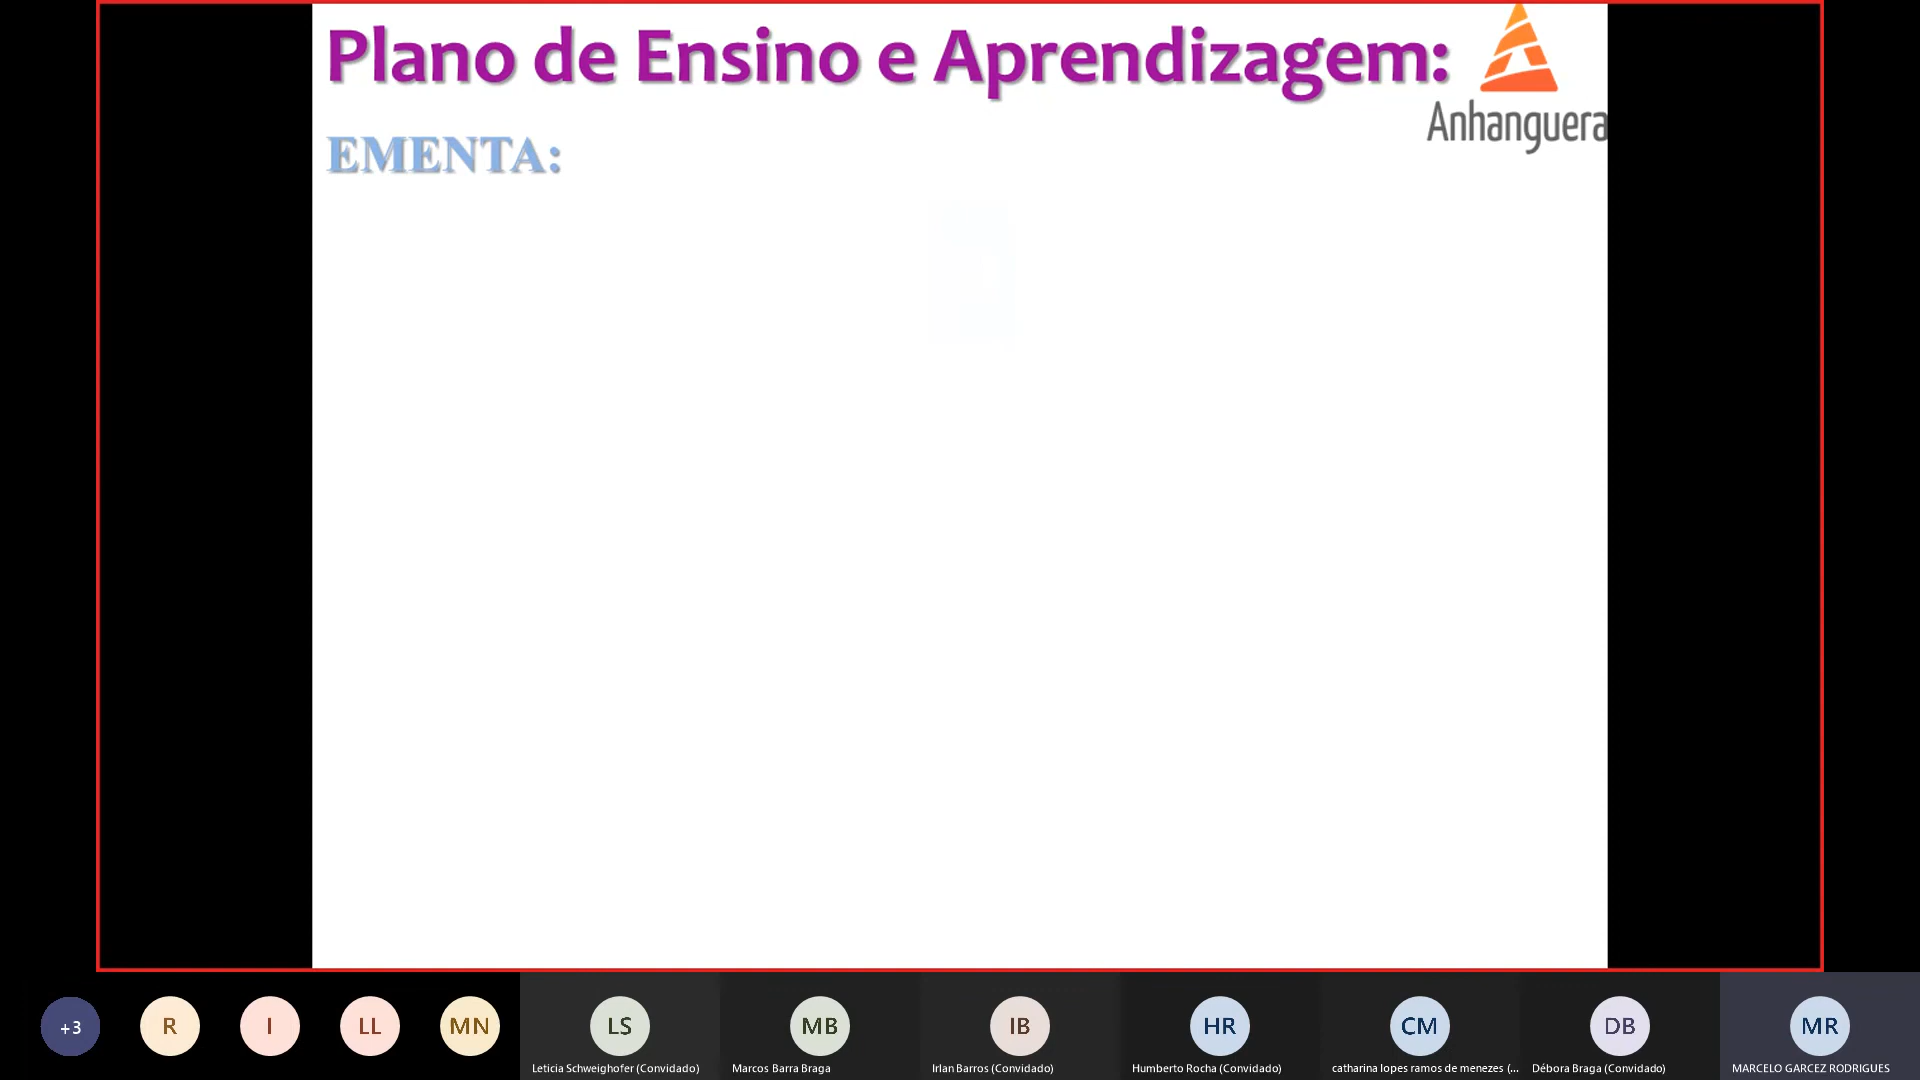 Plano de Ensino e Aprendizagem:
Anhanguera
EMENTA:
+3
R
I
LL
MN
LS
MB
IB
HR
CM
DB
MR
Leticia Schweighofer (Convidado)
Marcos Barra Braga
Irlan Barros (Convidado)
Humberto Rocha (Convidado)
catharina lopes ramos de menezes (...
Débora Braga (Convidado)
MARCELO GARCEZ RODRIGUES